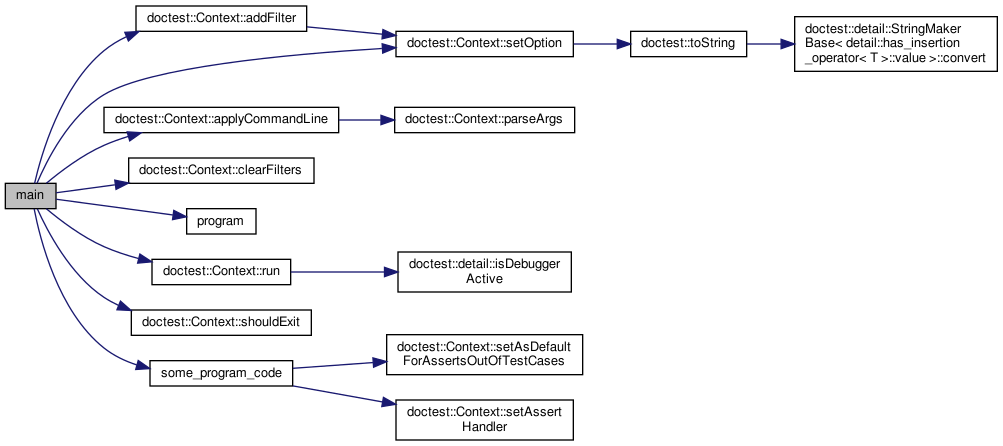 doctest::Context::addFilter
doctest::Context::setOption
doctest::toString
doctest::detail::StringMaker
Base< detail::has_insertion
_operator< T >::value >::convert
doctest::Context::applyCommandLine
doctest::Context::parseArgs
doctest::Context::clearFilters
main
program
doctest::Context::run
doctest::detail::isDebugger
Active
doctest::Context::shouldExit
some_program_code
doctest::Context::setAsDefault
ForAssertsOutOfTestCases
doctest::Context::setAssert
Handler